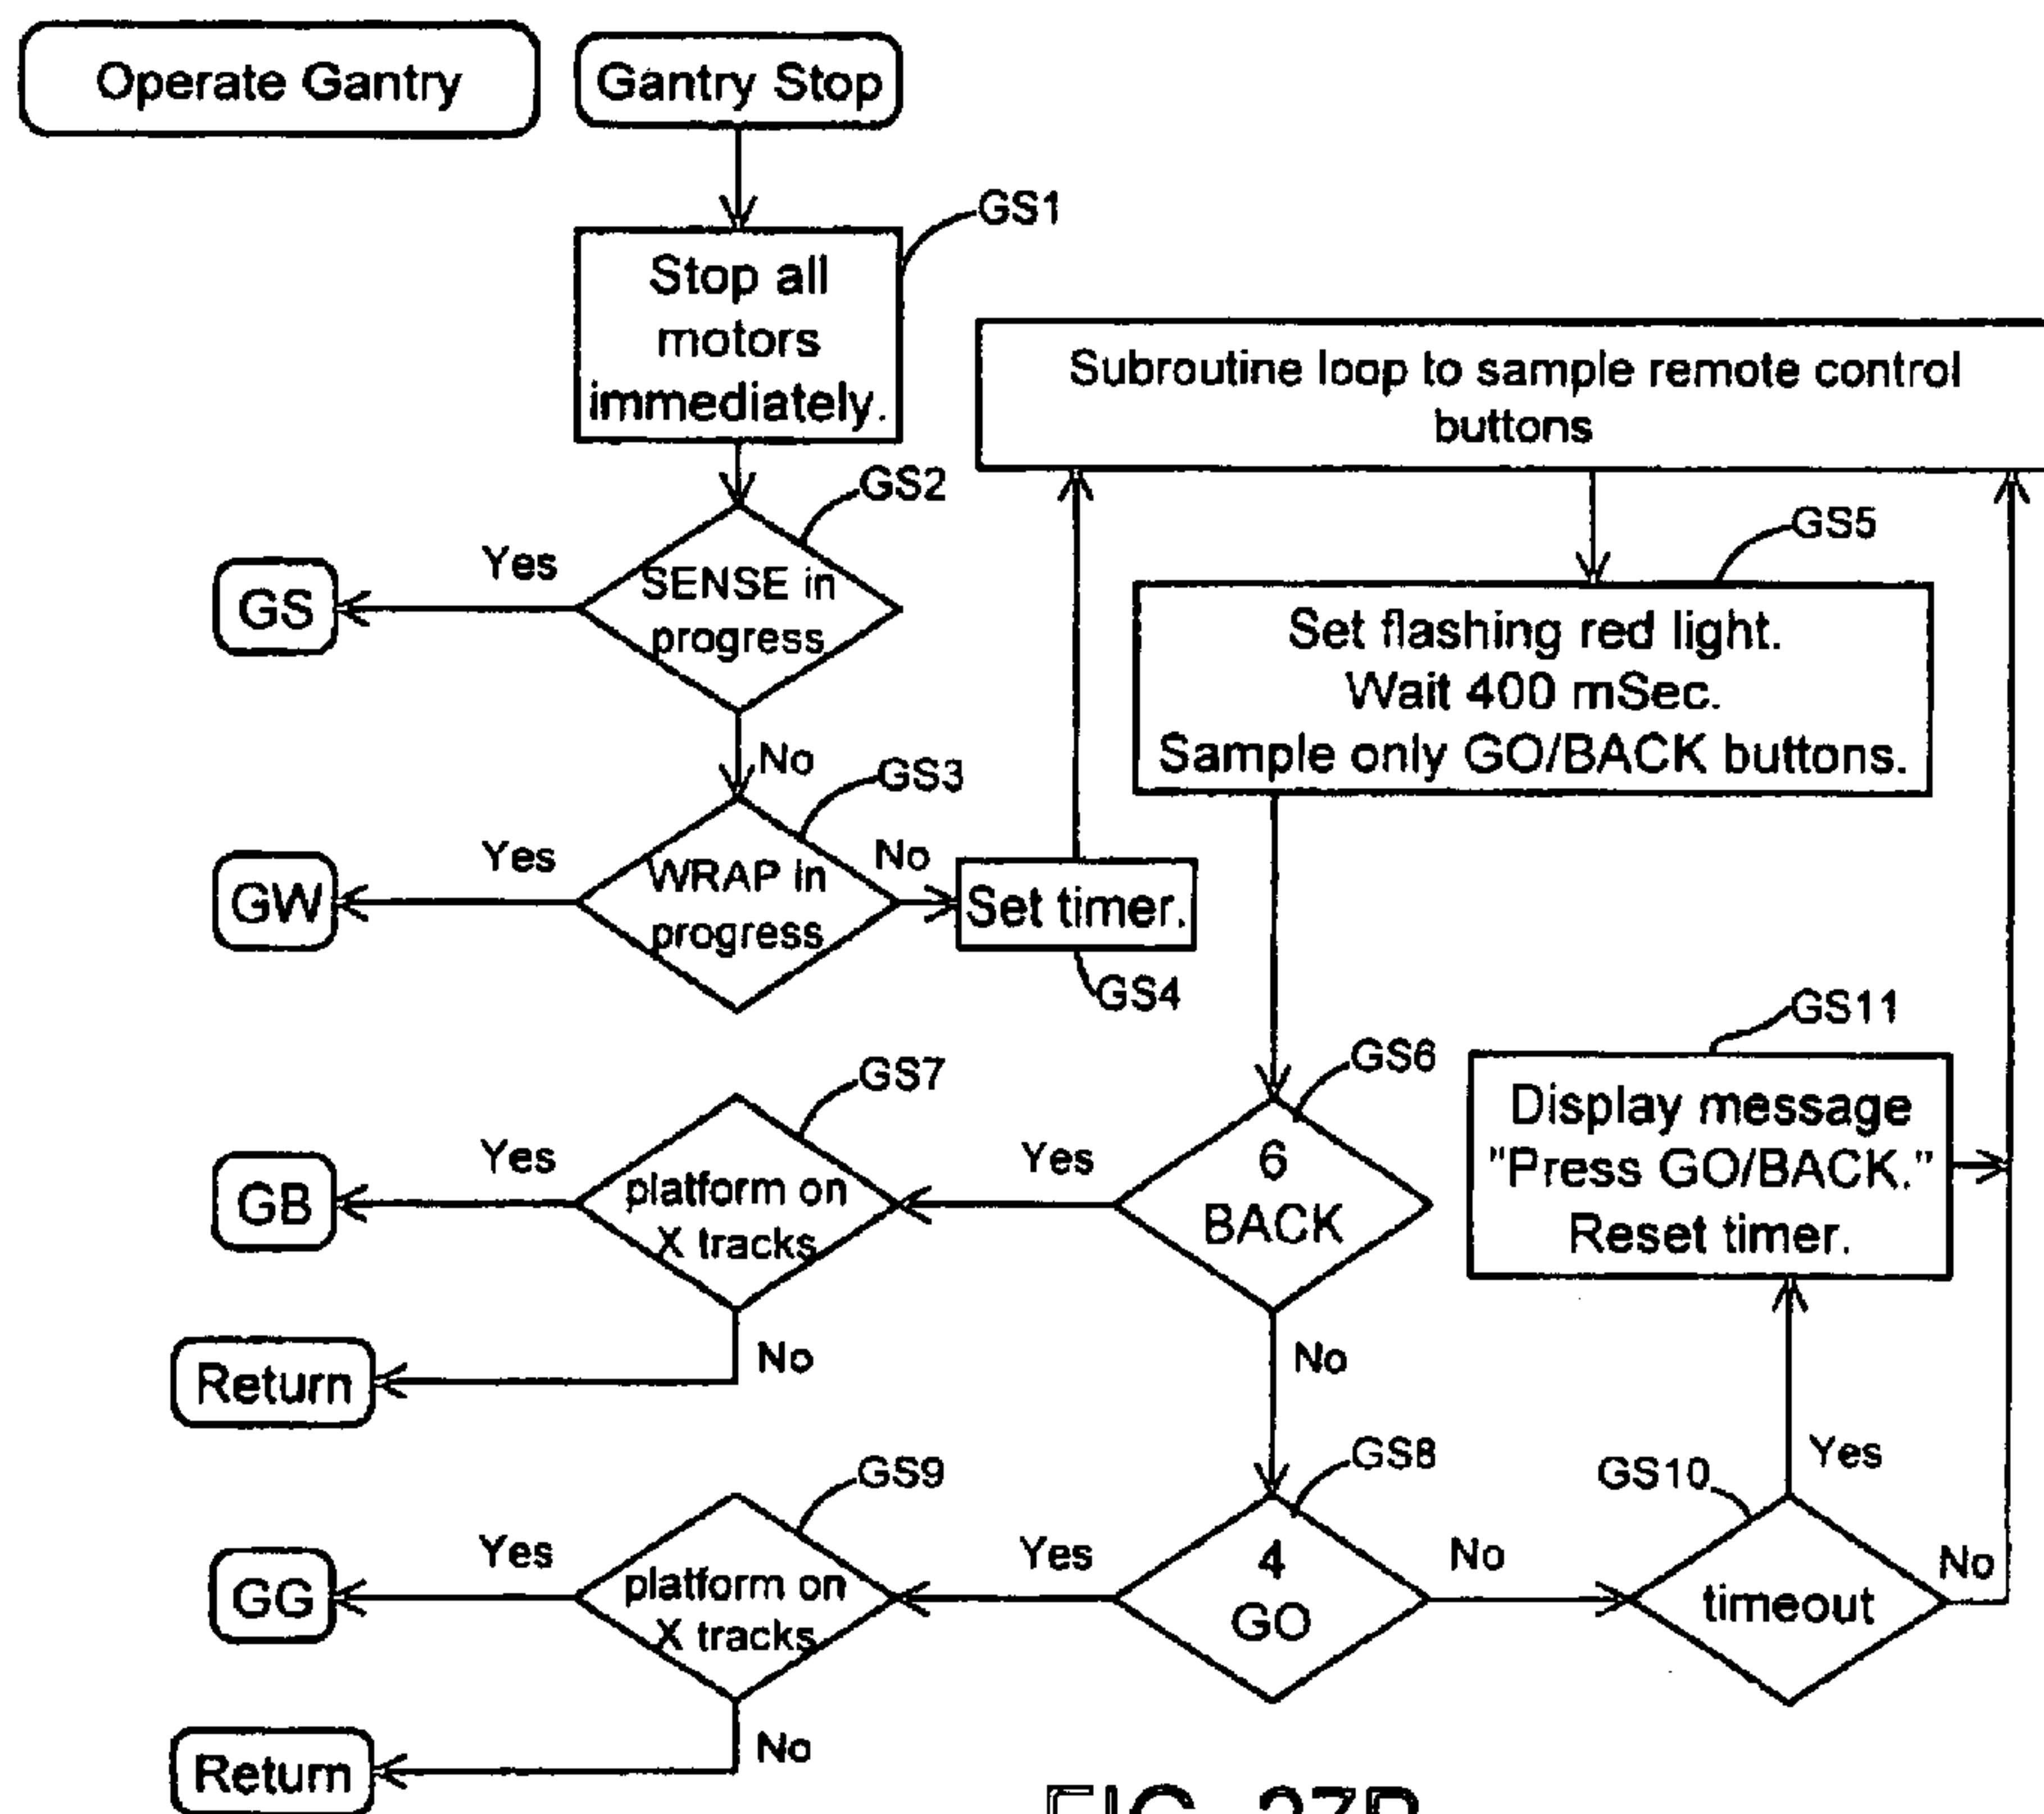 Operate Gantry
Gantry Stop
GS1
Stop all
motors
immediately.
Subroutine loop to sample remote control
buttons
GS2
GS5
Yes
SENSE in
progress
GS
Set flashing red light.
Wait 400 mSec.
Sample only GO/BACK buttons.
No
GS3
Yes
No
WRAP in
progress
GW
Set timer.
GS4
GS11
GS7
GS6
Display message
"Press GO/BACK."
Reset timer.
Yes
platform on
X tracks
Yes
6
BACK
GB
No
No
Return
GS9
GS8
GS10
Yes
Yes
platform on
X tracks
Yes
4
GO
No
timeout
No
GG
No
Return
FIG. 27B